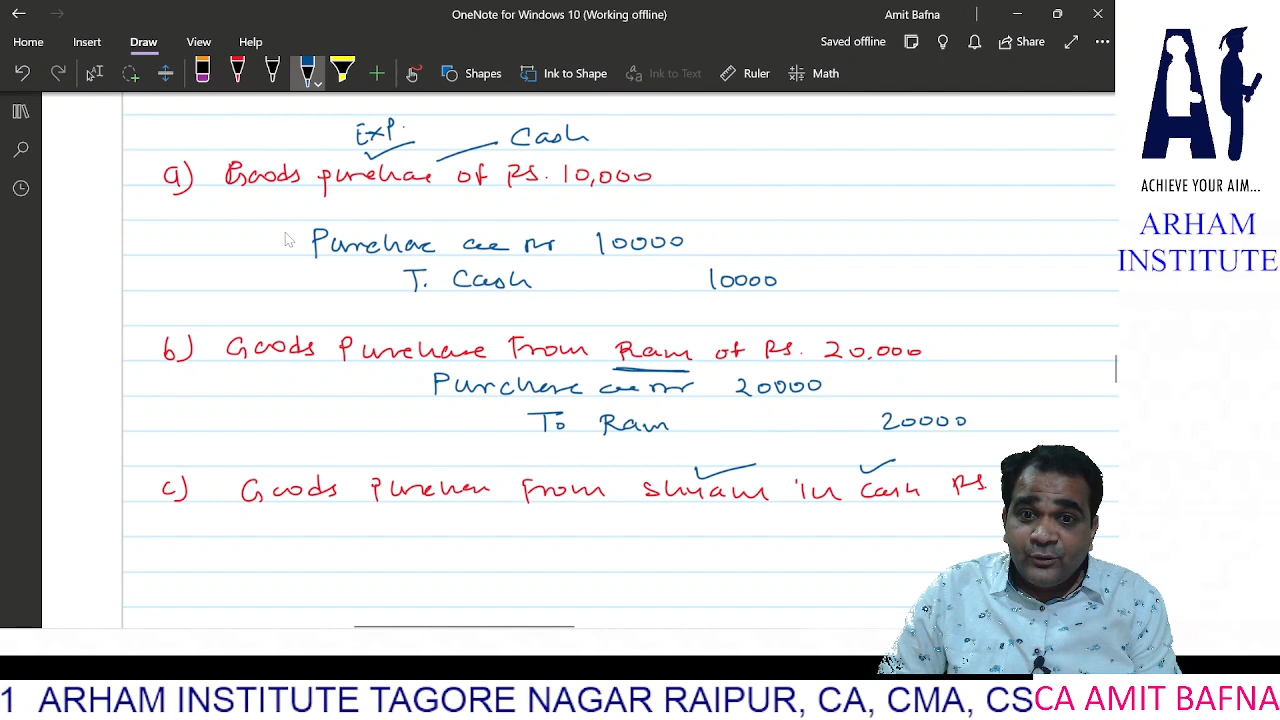 OneNote for Windows 10 (Working offline)
Amit Bafna
Home Insert Draw View Help
Saved offline
Share
Shapes
Ink to Shape
Ink to Text
Ruler
Math
Exp. Cash
a) Goods purchase of Rs. 10,000
Purchase acc Dr 10000
T. Cash 10000
b) Goods Purchase From Ram of Rs. 20,000
Purchase acc Dr 20000
To Ram 20000
c) Goods Purchase From Shyam in cash Rs.
AI
ACHIEVE YOUR AIM...
ARHAM
INSTITUTE
1 ARHAM INSTITUTE TAGORE NAGAR RAIPUR, CA, CMA, CS
CA AMIT BAFNA